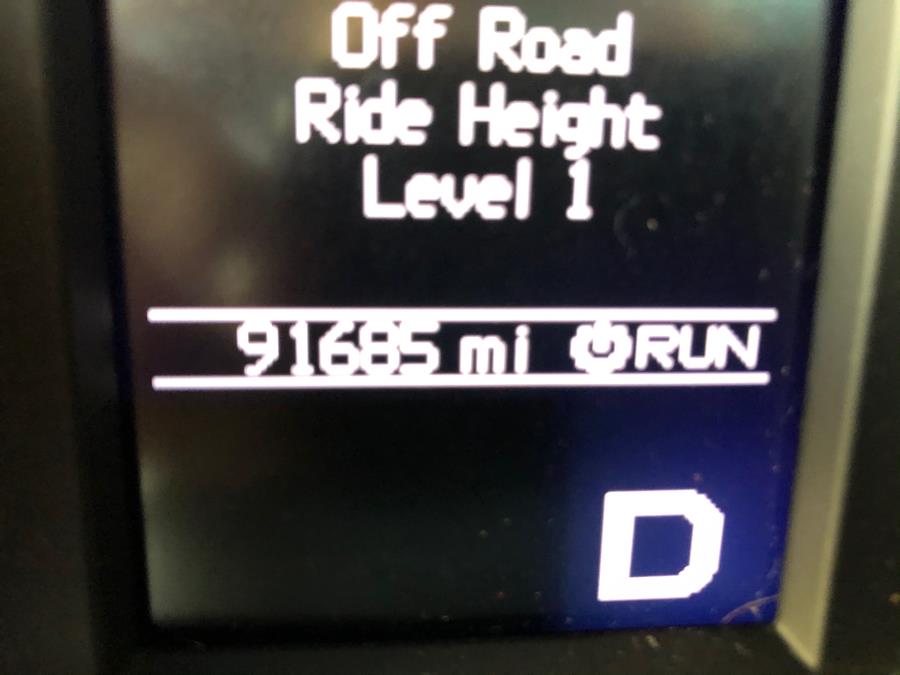 Off Road
Ride Height
Level 1
91685 mi RUN
D